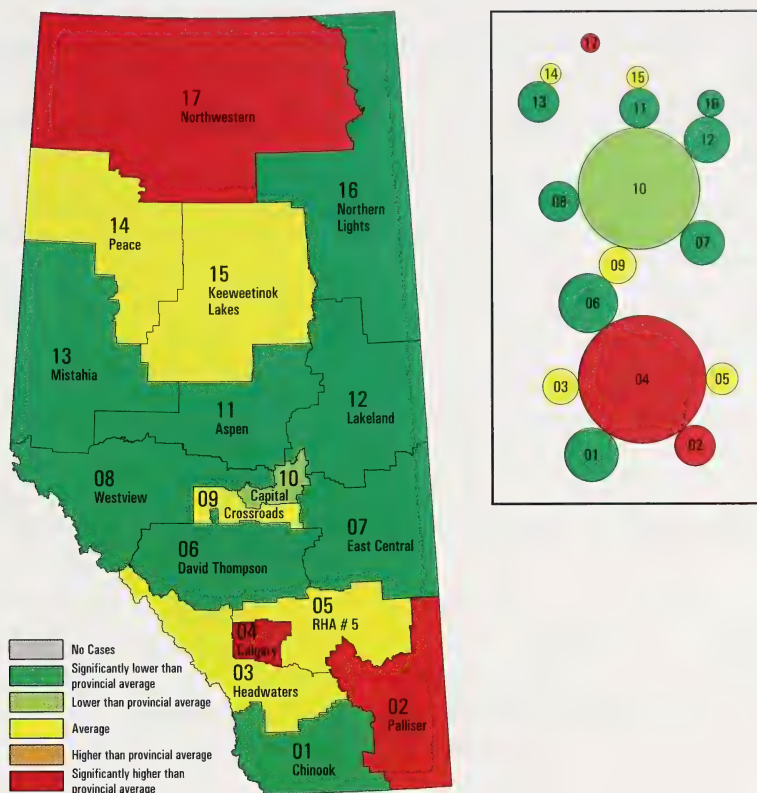 17
Northwestern
16
Northern
Lights
14
Peace
15
Keeweetinok
Lakes
13
Mistahia
11
Aspen
12
Lakeland
08
Westview
10
Capital
09
Crossroads
07
East Central
06
David Thompson
05
RHA # 5
04
Calgary
03
Headwaters
02
Palliser
01
Chinook
No Cases
Significantly lower than
provincial average
Lower than provincial average
Average
Higher than provincial average
Significantly higher than
provincial average
17
14
15
13
11
16
12
10
08
07
09
06
03
04
05
01
02